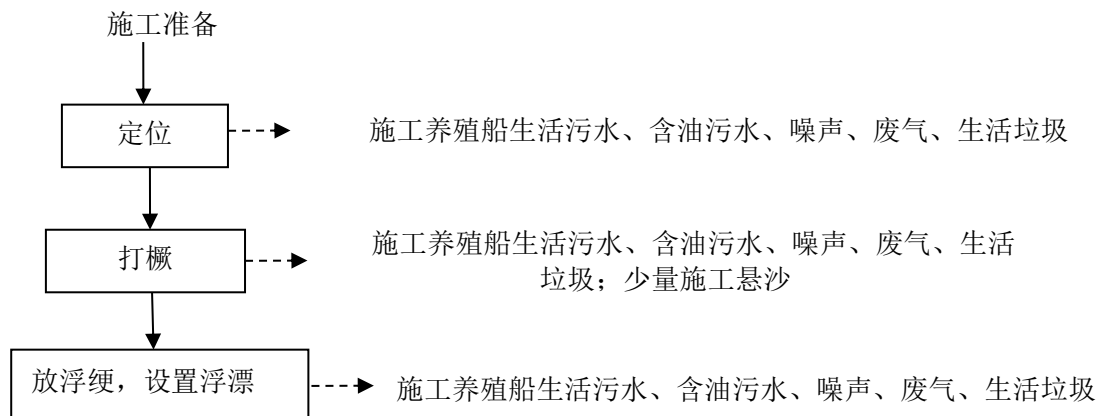 施工准备
定位
施工养殖船生活污水、含油污水、噪声、废气、生活垃圾
打橛
施工养殖船生活污水、含油污水、噪声、废气、生活
垃圾；少量施工悬沙
放浮绠，设置浮漂
施工养殖船生活污水、含油污水、噪声、废气、生活垃圾